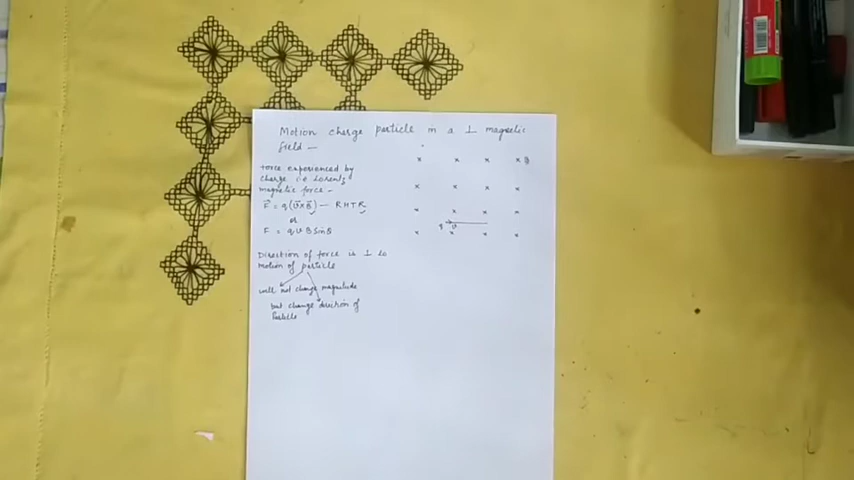 Motion charge particle in a ⊥ magnetic
field —
force experienced by
charge i.e Lorentz
magnetic force -
F = q(v×B) — RHTR
or
F = qvBsinθ
Direction of force is ⊥ to
motion of particle
will not change magnitude
but change direction of
particle
x x x x B
x x x x
x x x x
q v
x x x x